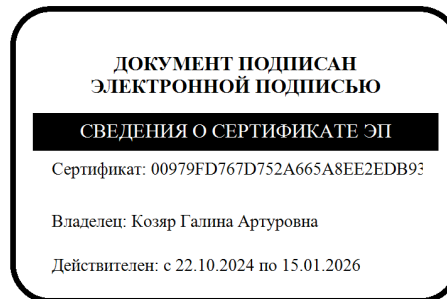 ДОКУМЕНТ ПОДПИСАН
ЭЛЕКТРОННОЙ ПОДПИСЬЮ
СВЕДЕНИЯ О СЕРТИФИКАТЕ ЭП
Сертификат: 00979FD767D752A665A8EE2EDB93
Владелец: Козяр Галина Артуровна
Действителен: с 22.10.2024 по 15.01.2026